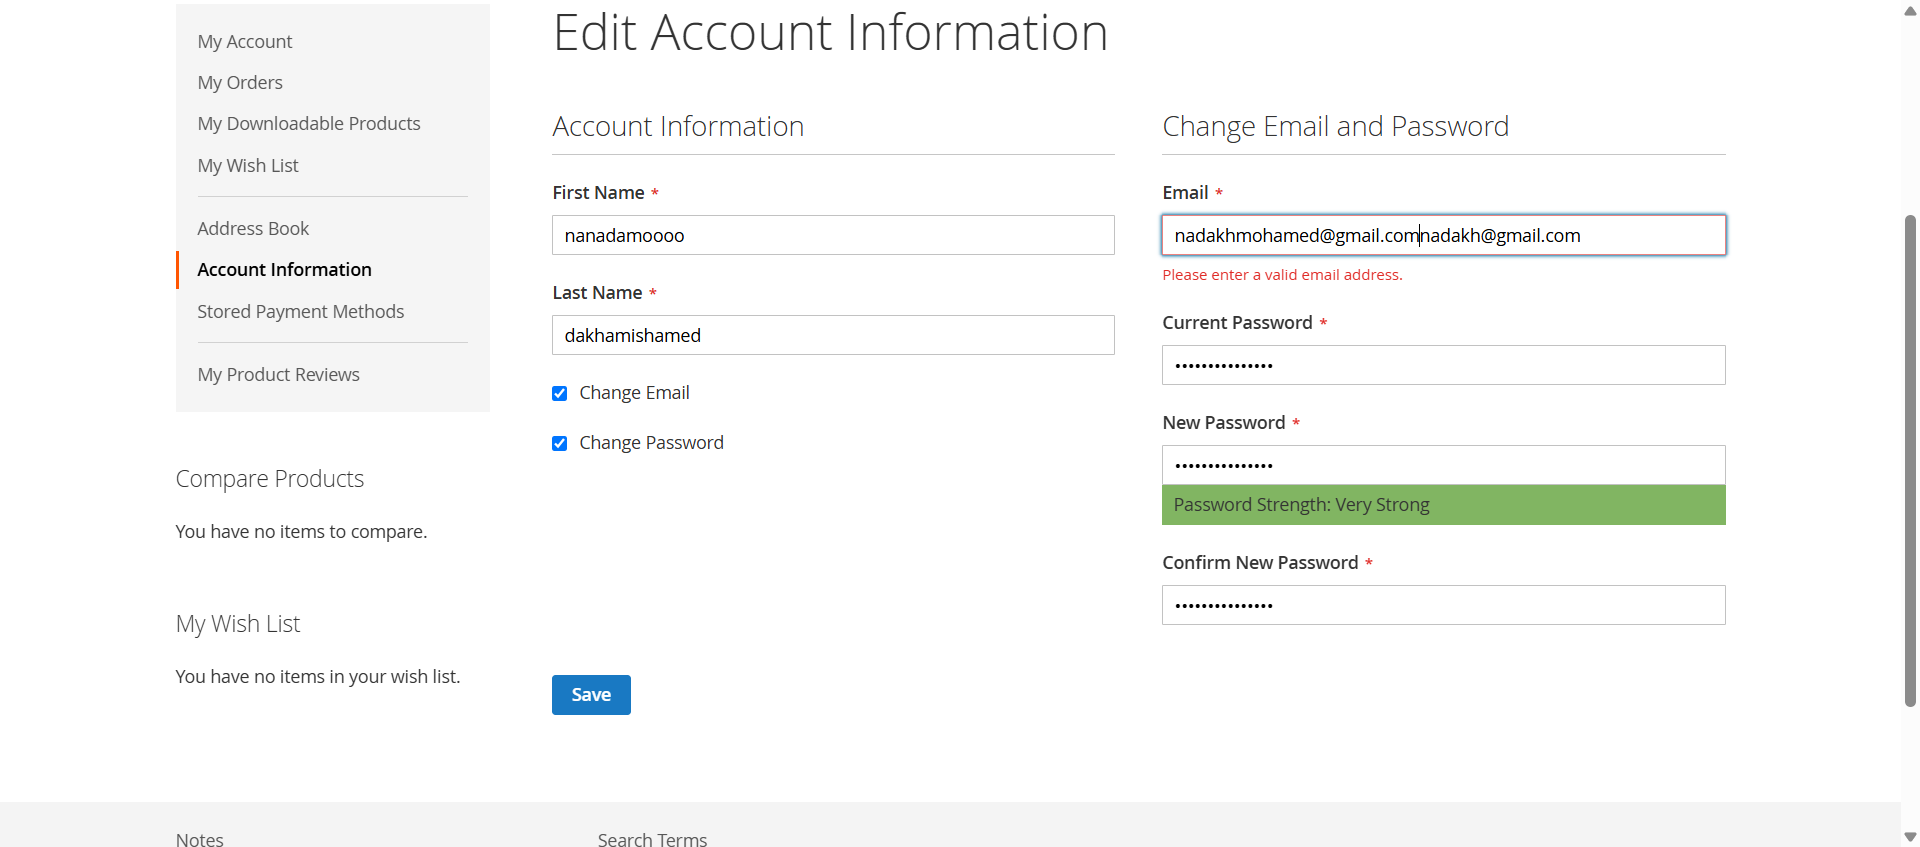 Edit Account Information
My Account
My Orders
My Downloadable Products
My Wish List
Address Book
Account Information
Stored Payment Methods
My Product Reviews
Compare Products
You have no items to compare.
My Wish List
You have no items in your wish list.
Account Information
First Name *
nanadamoooo
Last Name *
dakhamishamed
Change Email
Change Password
Change Email and Password
Email *
nadakhmohamed@gmail.comnadakh@gmail.com
Please enter a valid email address.
Current Password *
•••••••••••••••
New Password *
•••••••••••••••
Password Strength: Very Strong
Confirm New Password *
•••••••••••••••
Save
Notes
Search Terms